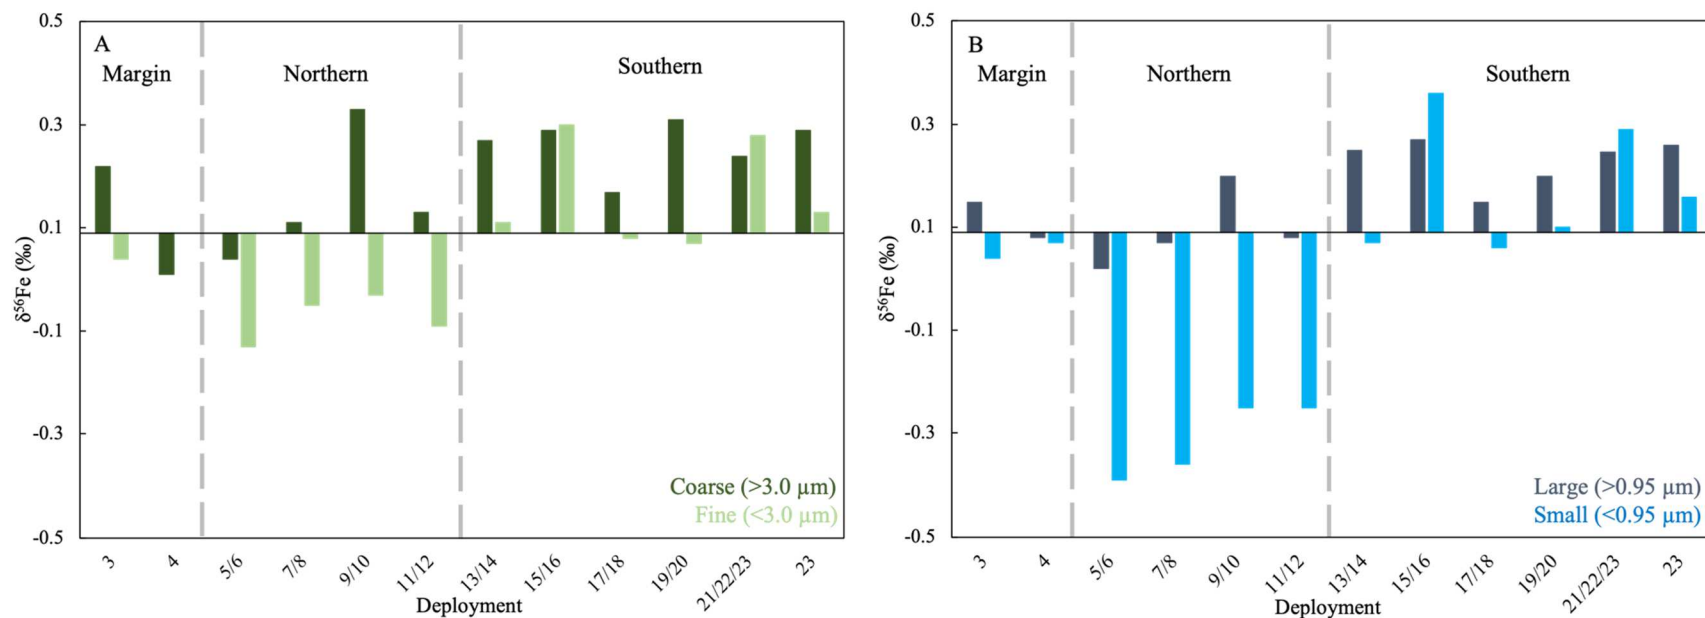 A
Margin
Northern
Southern
0.5
0.3
0.1
-0.1
-0.3
-0.5
δ⁵⁶Fe (‰)
Coarse (>3.0 µm)
Fine (<3.0 µm)
3
4
5/6
7/8
9/10
11/12
13/14
15/16
17/18
19/20
21/22/23
23
Deployment
B
Margin
Northern
Southern
0.5
0.3
0.1
-0.1
-0.3
-0.5
δ⁵⁶Fe (‰)
Large (>0.95 µm)
Small (<0.95 µm)
3
4
5/6
7/8
9/10
11/12
13/14
15/16
17/18
19/20
21/22/23
23
Deployment